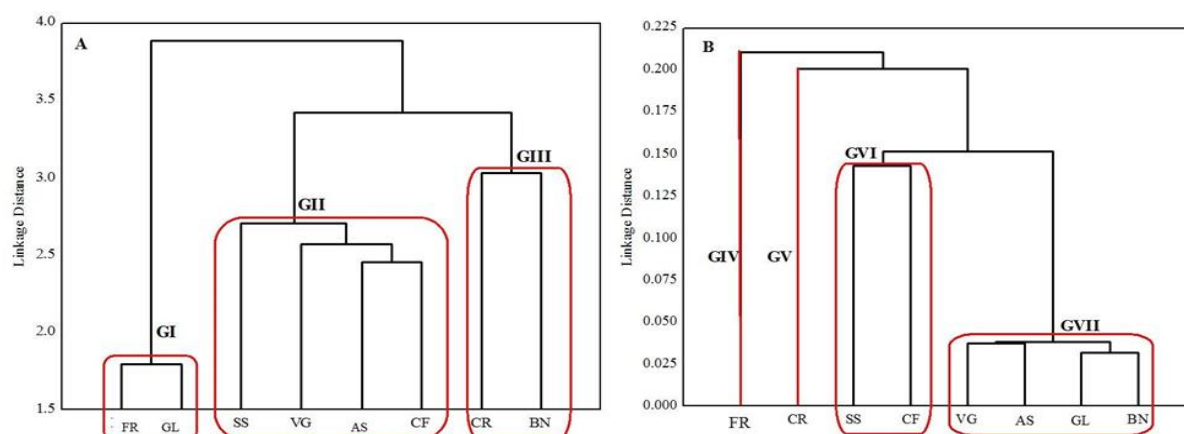 A
4.0
3.5
3.0
2.5
2.0
1.5
Linkage Distance
GI
GII
GIII
FR GL SS VG AS CF CR BN
B
0.225
0.200
0.175
0.150
0.125
0.100
0.075
0.050
0.025
0.000
Linkage Distance
GIV
GV
GVI
GVII
FR CR SS CF VG AS GL BN